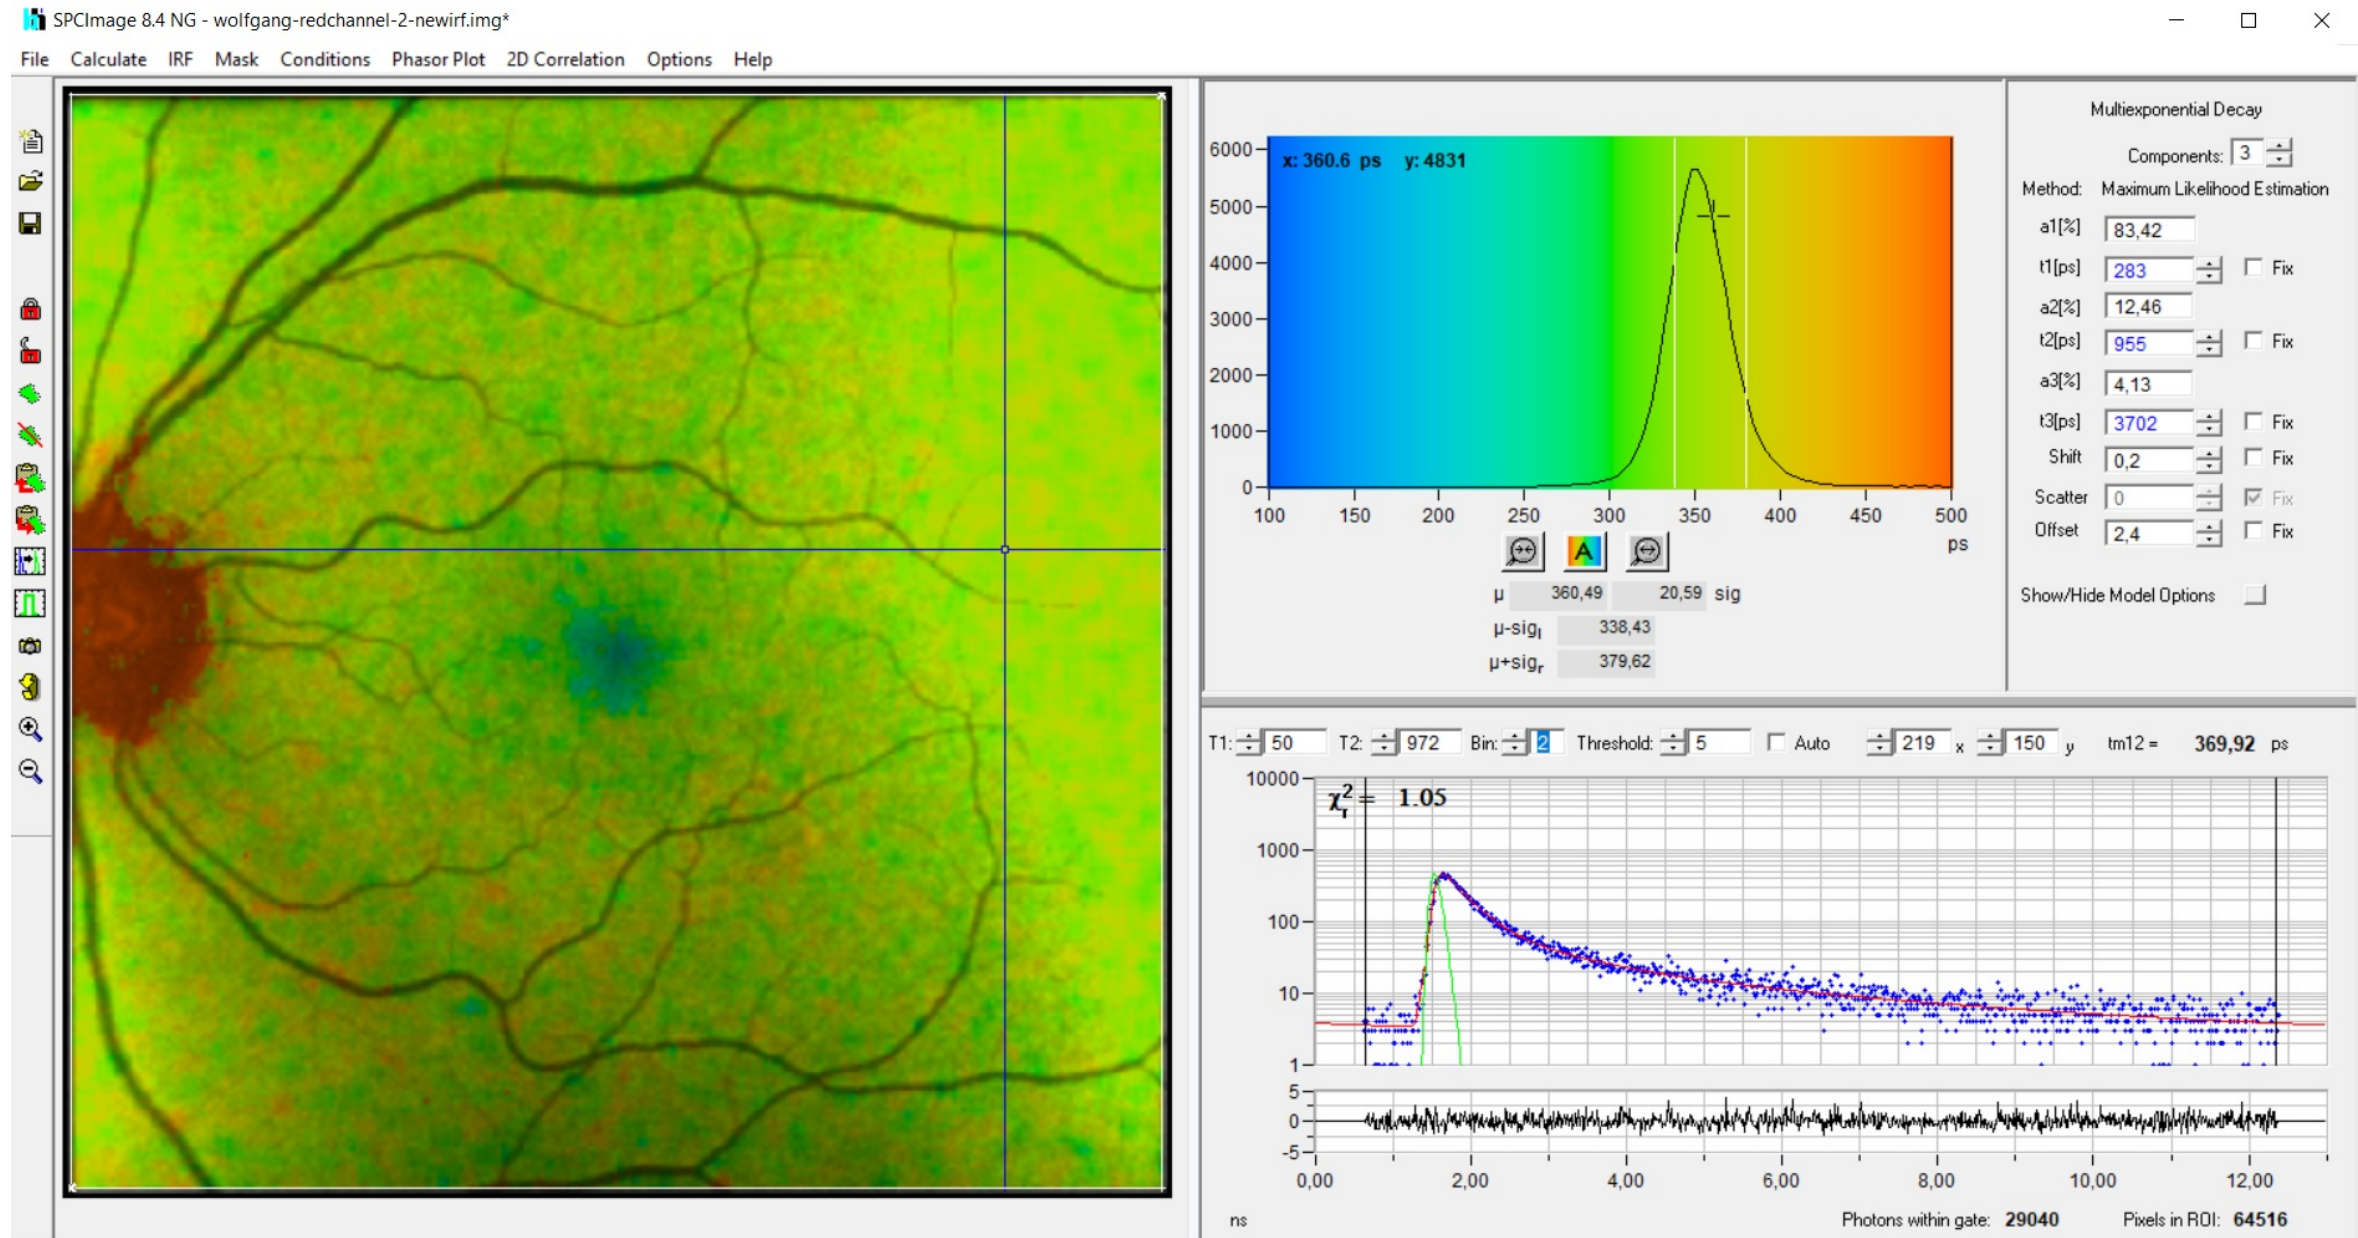 SPCImage 8.4 NG - wolfgang-redchannel-2-newirf.img*
File Calculate IRF Mask Conditions Phasor Plot 2D Correlation Options Help
x: 360.6 ps y: 4831
6000
5000
4000
3000
2000
1000
0
100 150 200 250 300 350 400 450 500
ps
A
μ 360,49 20,59 sig
μ-sigl 338,43
μ+sigr 379,62
Multiexponential Decay
Components: 3
Method: Maximum Likelihood Estimation
a1[%] 83,42
t1[ps] 283 Fix
a2[%] 12,46
t2[ps] 955 Fix
a3[%] 4,13
t3[ps] 3702 Fix
Shift 0,2 Fix
Scatter 0 Fix
Offset 2,4 Fix
Show/Hide Model Options
T1: 50 T2: 972 Bin: 2 Threshold: 5 Auto 219 x 150 y tm12 = 369,92 ps
χr2 = 1.05
10000
1000
100
10
1
5
0
-5
0,00 2,00 4,00 6,00 8,00 10,00 12,00
ns Photons within gate: 29040 Pixels in ROI: 64516